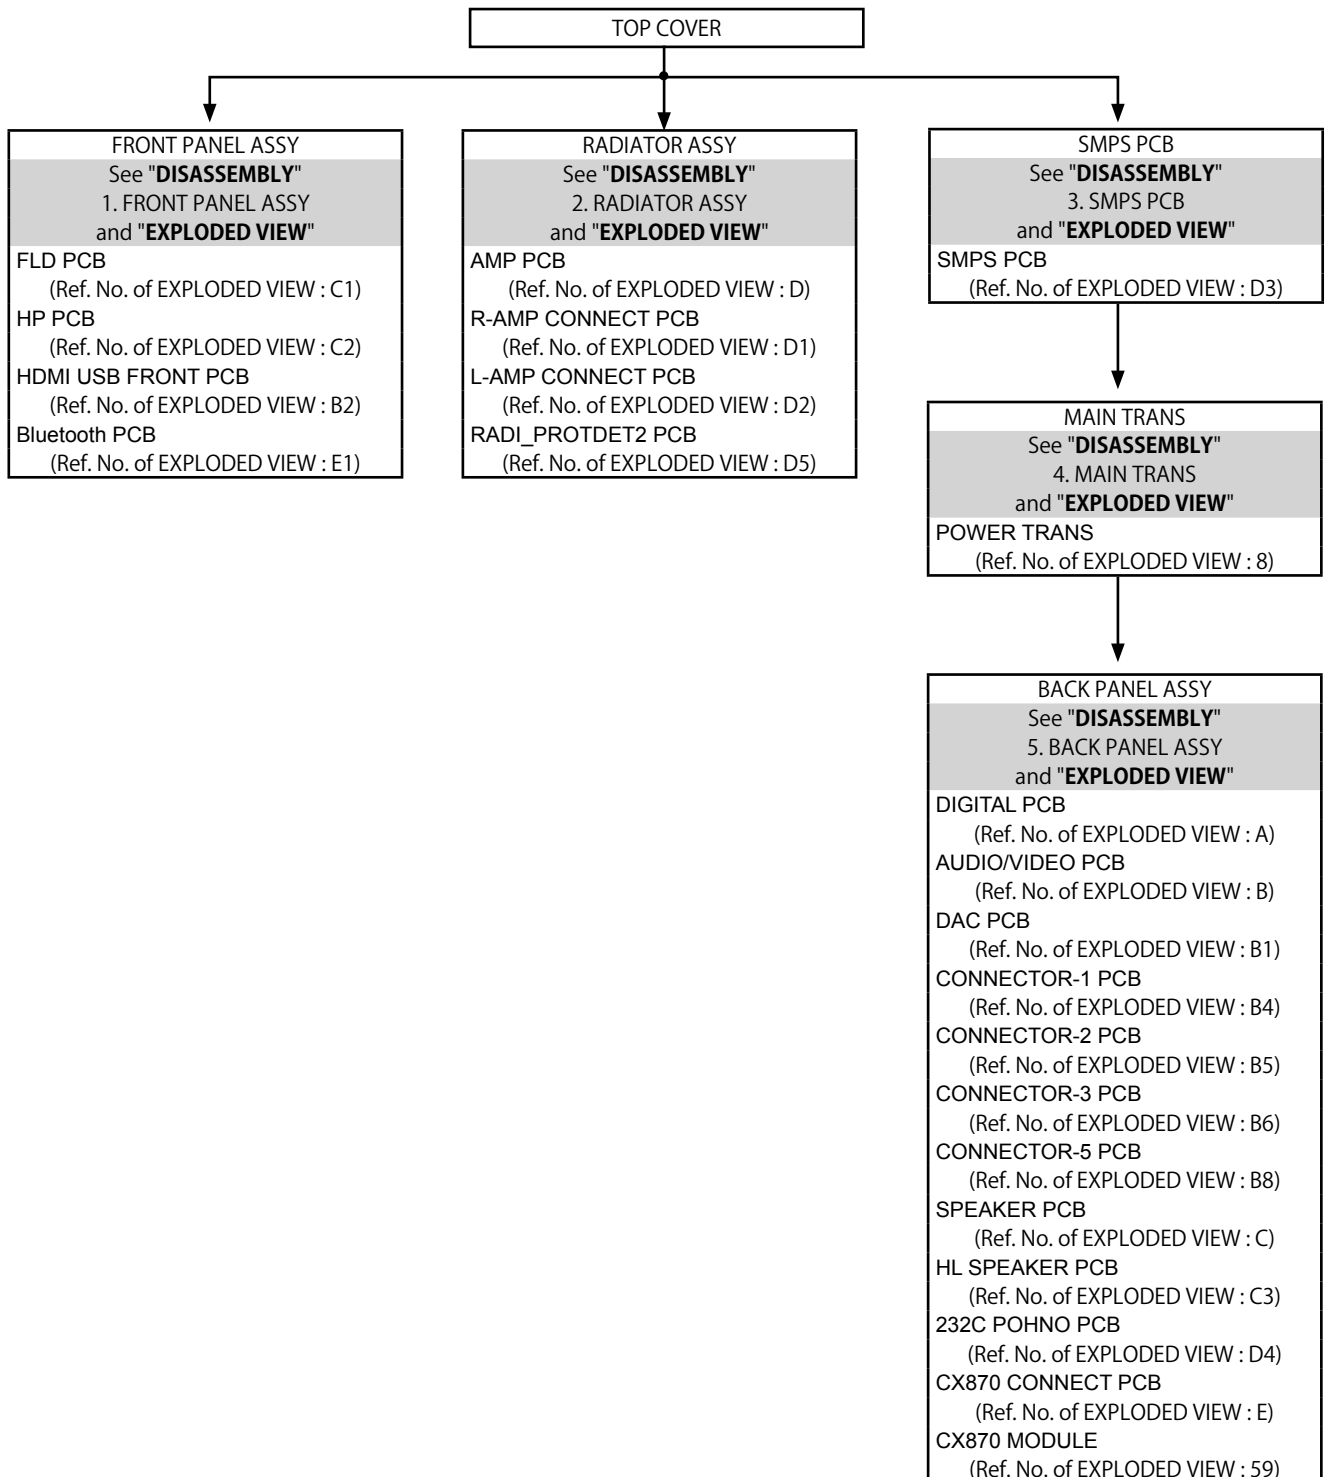 TOP COVER
FRONT PANEL ASSY
See "DISASSEMBLY"
1. FRONT PANEL ASSY
and "EXPLODED VIEW"
FLD PCB
(Ref. No. of EXPLODED VIEW : C1)
HP PCB
(Ref. No. of EXPLODED VIEW : C2)
HDMI USB FRONT PCB
(Ref. No. of EXPLODED VIEW : B2)
Bluetooth PCB
(Ref. No. of EXPLODED VIEW : E1)
RADIATOR ASSY
See "DISASSEMBLY"
2. RADIATOR ASSY
and "EXPLODED VIEW"
AMP PCB
(Ref. No. of EXPLODED VIEW : D)
R-AMP CONNECT PCB
(Ref. No. of EXPLODED VIEW : D1)
L-AMP CONNECT PCB
(Ref. No. of EXPLODED VIEW : D2)
RADI_PROTDET2 PCB
(Ref. No. of EXPLODED VIEW : D5)
SMPS PCB
See "DISASSEMBLY"
3. SMPS PCB
and "EXPLODED VIEW"
SMPS PCB
(Ref. No. of EXPLODED VIEW : D3)
MAIN TRANS
See "DISASSEMBLY"
4. MAIN TRANS
and "EXPLODED VIEW"
POWER TRANS
(Ref. No. of EXPLODED VIEW : 8)
BACK PANEL ASSY
See "DISASSEMBLY"
5. BACK PANEL ASSY
and "EXPLODED VIEW"
DIGITAL PCB
(Ref. No. of EXPLODED VIEW : A)
AUDIO/VIDEO PCB
(Ref. No. of EXPLODED VIEW : B)
DAC PCB
(Ref. No. of EXPLODED VIEW : B1)
CONNECTOR-1 PCB
(Ref. No. of EXPLODED VIEW : B4)
CONNECTOR-2 PCB
(Ref. No. of EXPLODED VIEW : B5)
CONNECTOR-3 PCB
(Ref. No. of EXPLODED VIEW : B6)
CONNECTOR-5 PCB
(Ref. No. of EXPLODED VIEW : B8)
SPEAKER PCB
(Ref. No. of EXPLODED VIEW : C)
HL SPEAKER PCB
(Ref. No. of EXPLODED VIEW : C3)
232C POHNO PCB
(Ref. No. of EXPLODED VIEW : D4)
CX870 CONNECT PCB
(Ref. No. of EXPLODED VIEW : E)
CX870 MODULE
(Ref. No. of EXPLODED VIEW : 59)